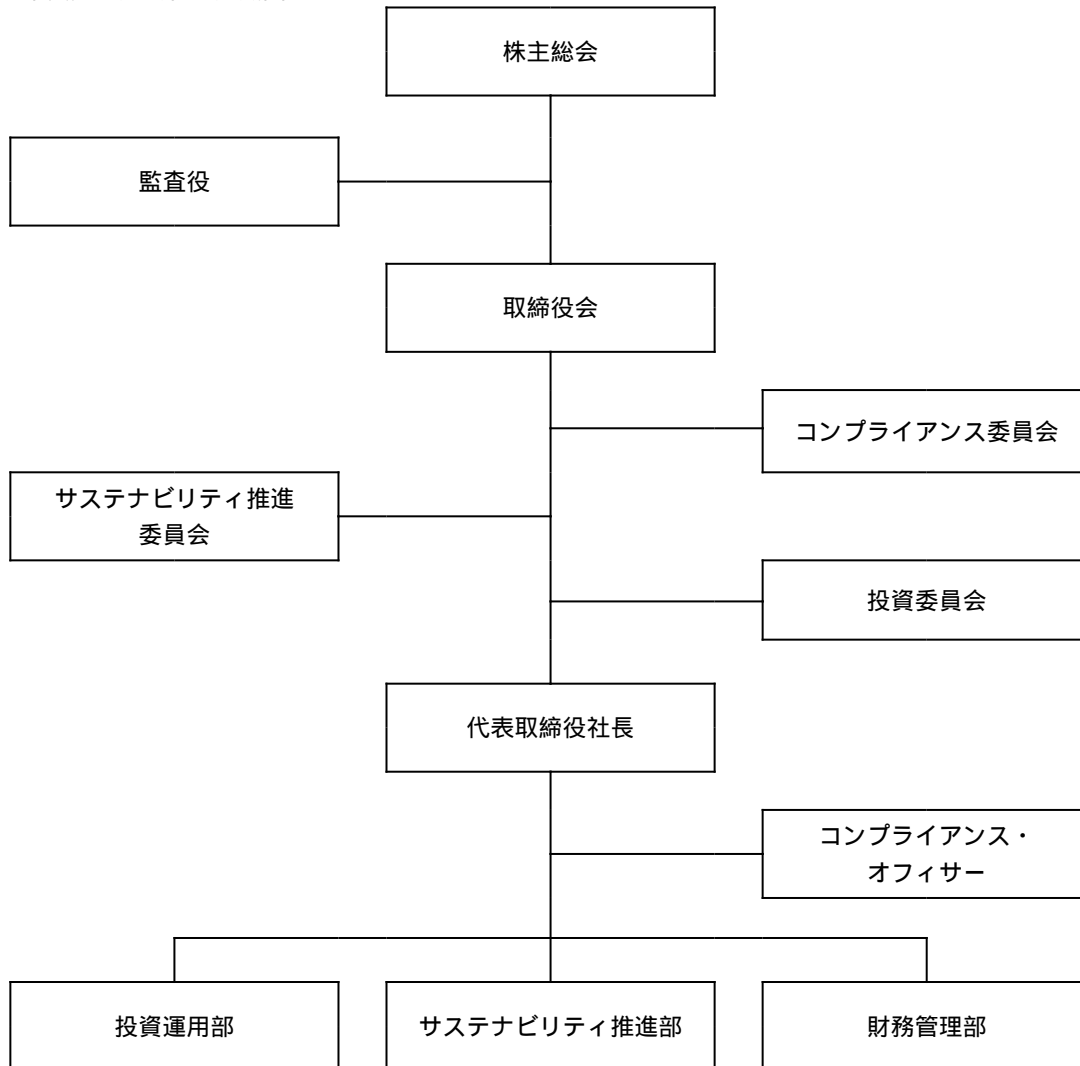 株主総会
監査役
取締役会
コンプライアンス委員会
サステナビリティ推進
委員会
投資委員会
代表取締役社長
コンプライアンス・
オフィサー
投資運用部
サステナビリティ推進部
財務管理部